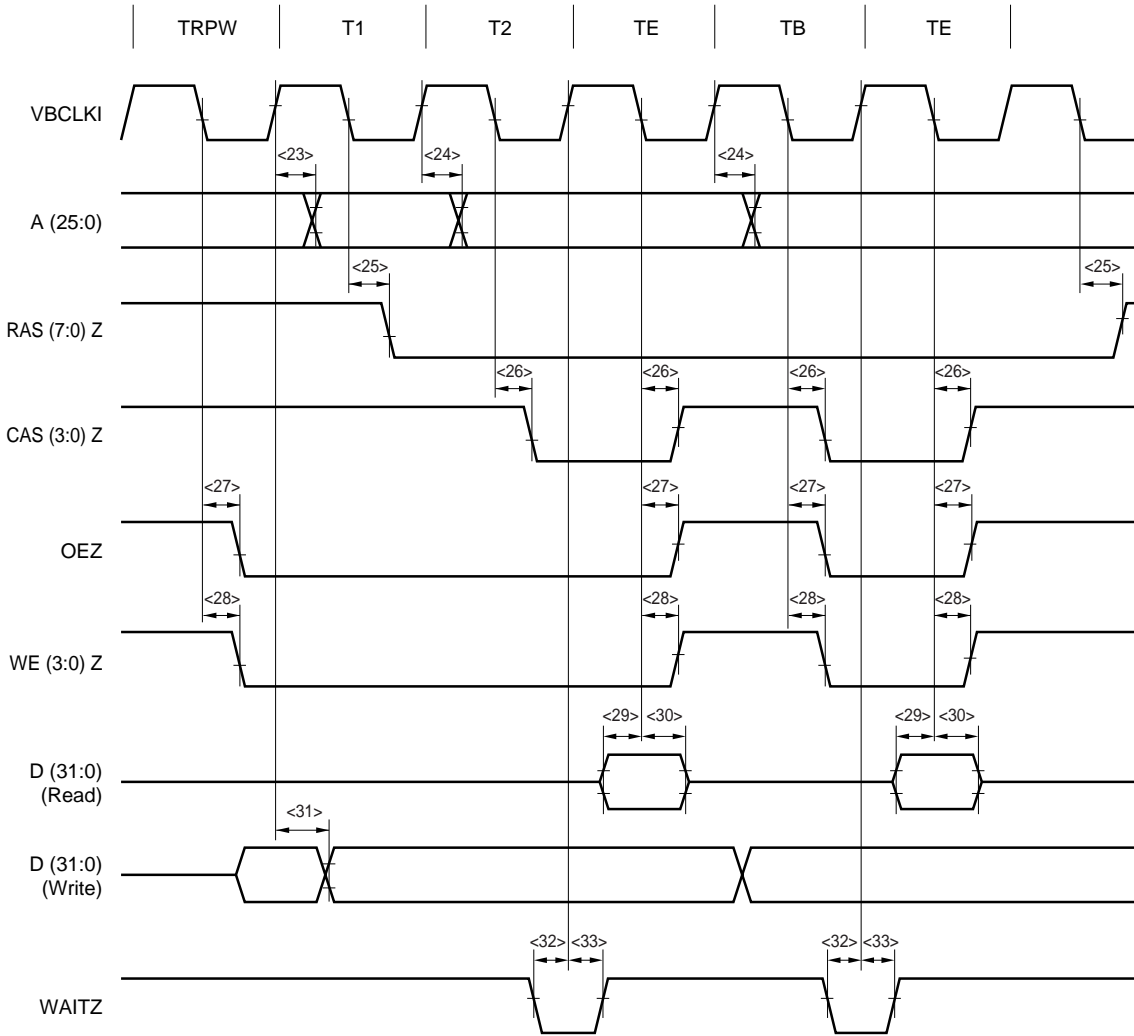 TRPW T1 T2 TE TB TE
VBCLKI
<23> <24> <24>
A (25:0)
<25> <25>
RAS (7:0) Z
<26> <26> <26> <26>
CAS (3:0) Z
<27> <27> <27> <27>
OEZ
<28> <28> <28> <28>
WE (3:0) Z
<29> <30> <29> <30>
D (31:0)
(Read)
<31>
D (31:0)
(Write)
<32> <33> <32> <33>
WAITZ